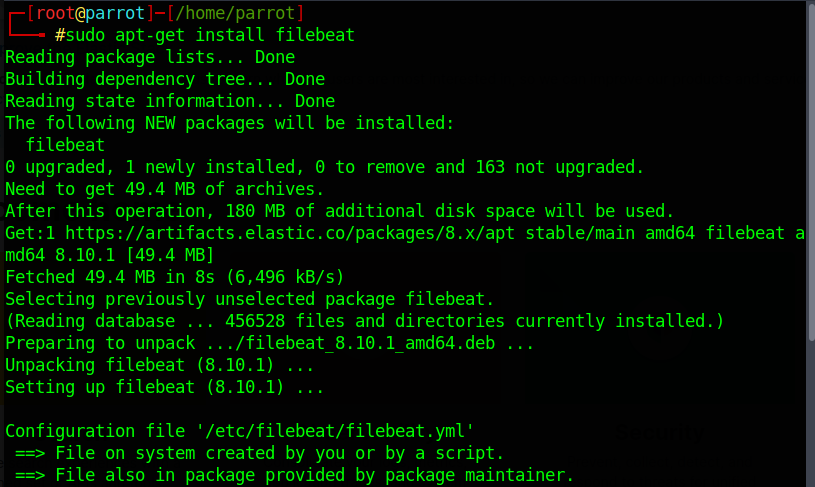 [root@parrot]─[/home/parrot]
#sudo apt-get install filebeat
Reading package lists... Done
Building dependency tree... Done
Reading state information... Done
The following NEW packages will be installed:
  filebeat
0 upgraded, 1 newly installed, 0 to remove and 163 not upgraded.
Need to get 49.4 MB of archives.
After this operation, 180 MB of additional disk space will be used.
Get:1 https://artifacts.elastic.co/packages/8.x/apt stable/main amd64 filebeat a
md64 8.10.1 [49.4 MB]
Fetched 49.4 MB in 8s (6,496 kB/s)
Selecting previously unselected package filebeat.
(Reading database ... 456528 files and directories currently installed.)
Preparing to unpack .../filebeat_8.10.1_amd64.deb ...
Unpacking filebeat (8.10.1) ...
Setting up filebeat (8.10.1) ...

Configuration file '/etc/filebeat/filebeat.yml'
 ==> File on system created by you or by a script.
 ==> File also in package provided by package maintainer.